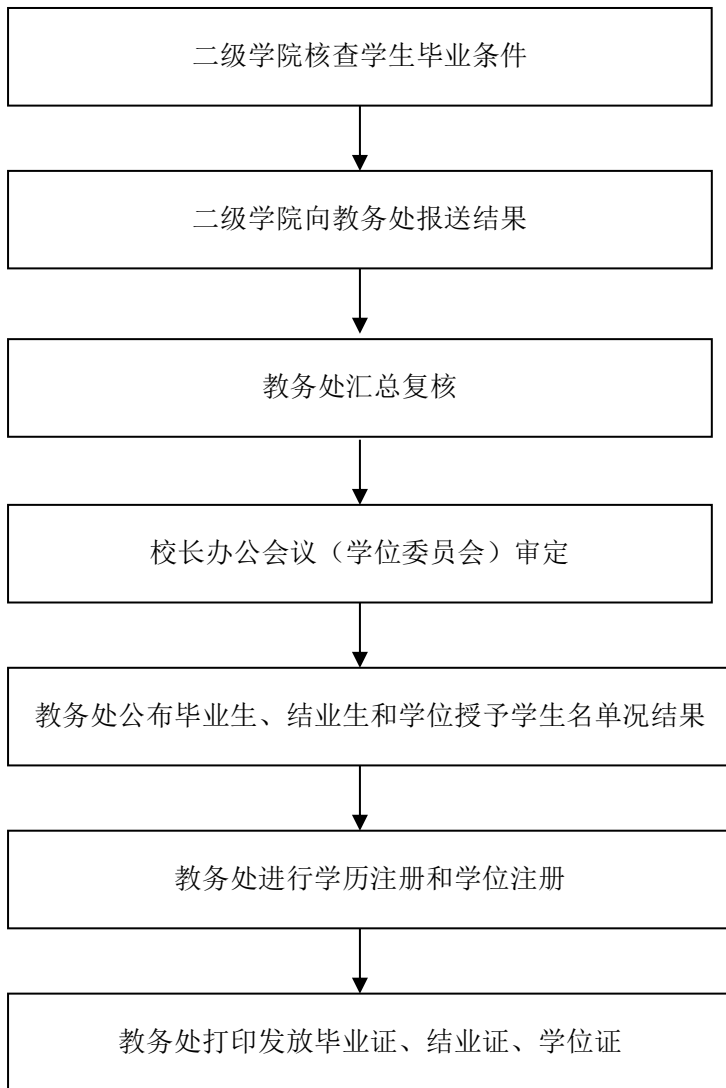 二级学院核查学生毕业条件
二级学院向教务处报送结果
教务处汇总复核
校长办公会议（学位委员会）审定
教务处公布毕业生、结业生和学位授予学生名单况结果
教务处进行学历注册和学位注册
教务处打印发放毕业证、结业证、学位证